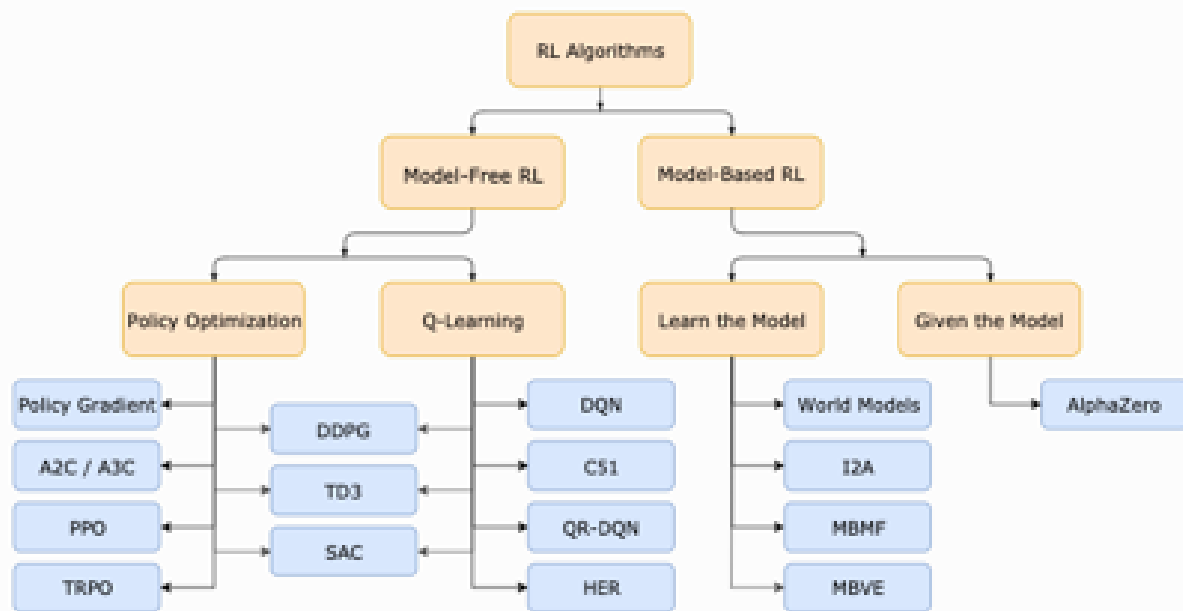 RL Algorithms
Model-Free RL
Model-Based RL
Policy Optimization
Q-Learning
Learn the Model
Given the Model
Policy Gradient
DDPG
DQN
World Models
AlphaZero
A2C / A3C
TD3
C51
I2A
PPO
SAC
QR-DQN
MBMF
TRPO
HER
MBVE